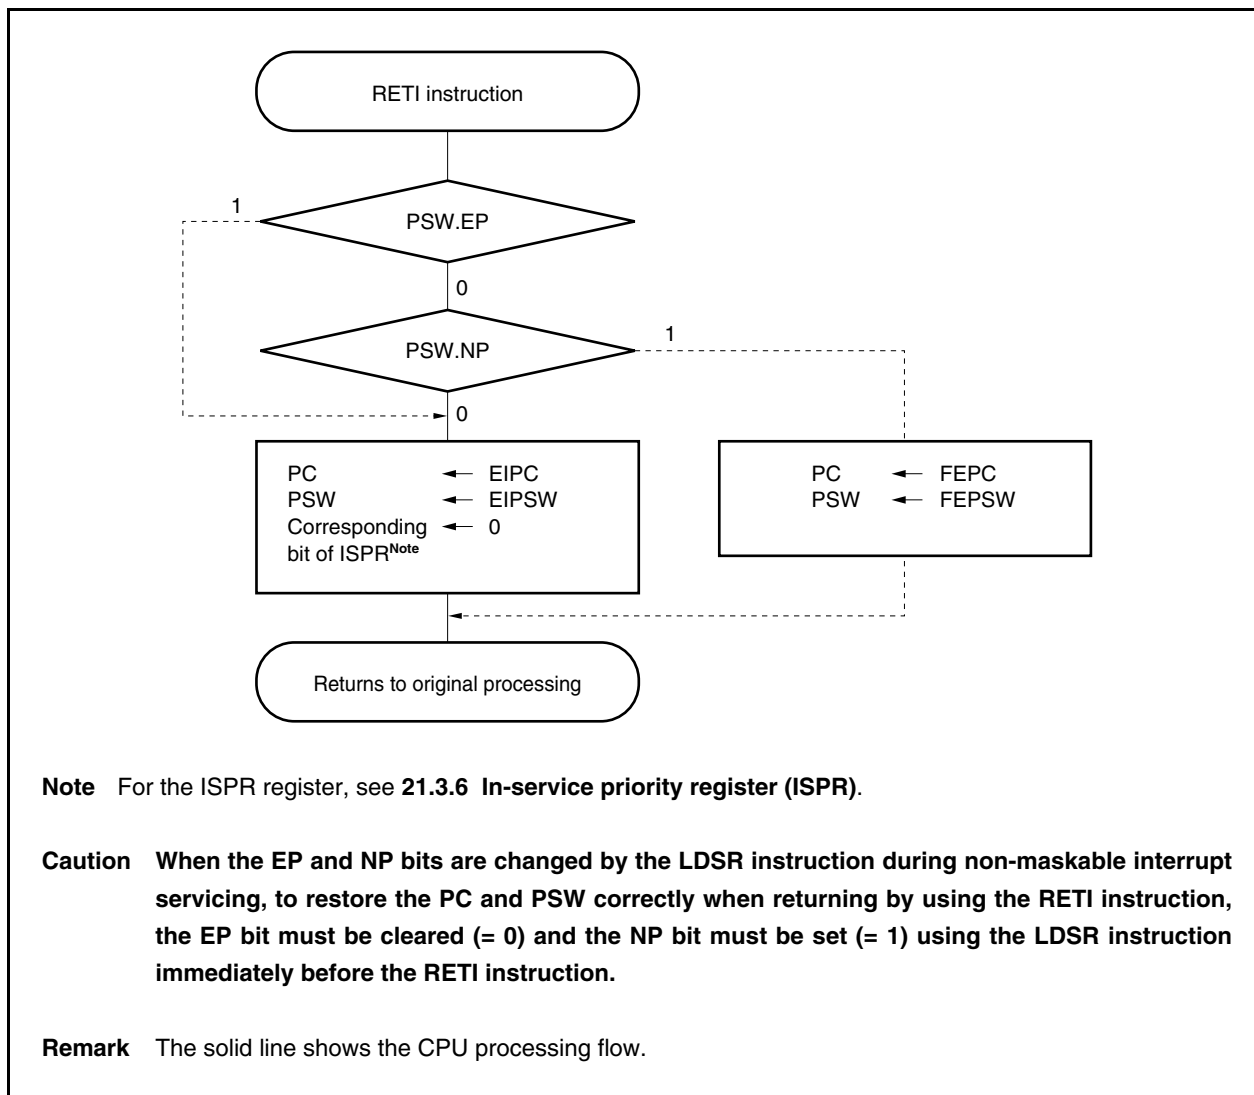 RETI instruction
1
PSW.EP
0
1
PSW.NP
0
PC ← EIPC
PSW ← EIPSW
Corresponding ← 0
bit of ISPRNote
PC ← FEPC
PSW ← FEPSW
Returns to original processing
Note For the ISPR register, see 21.3.6 In-service priority register (ISPR).
Caution When the EP and NP bits are changed by the LDSR instruction during non-maskable interrupt
servicing, to restore the PC and PSW correctly when returning by using the RETI instruction,
the EP bit must be cleared (= 0) and the NP bit must be set (= 1) using the LDSR instruction
immediately before the RETI instruction.
Remark The solid line shows the CPU processing flow.